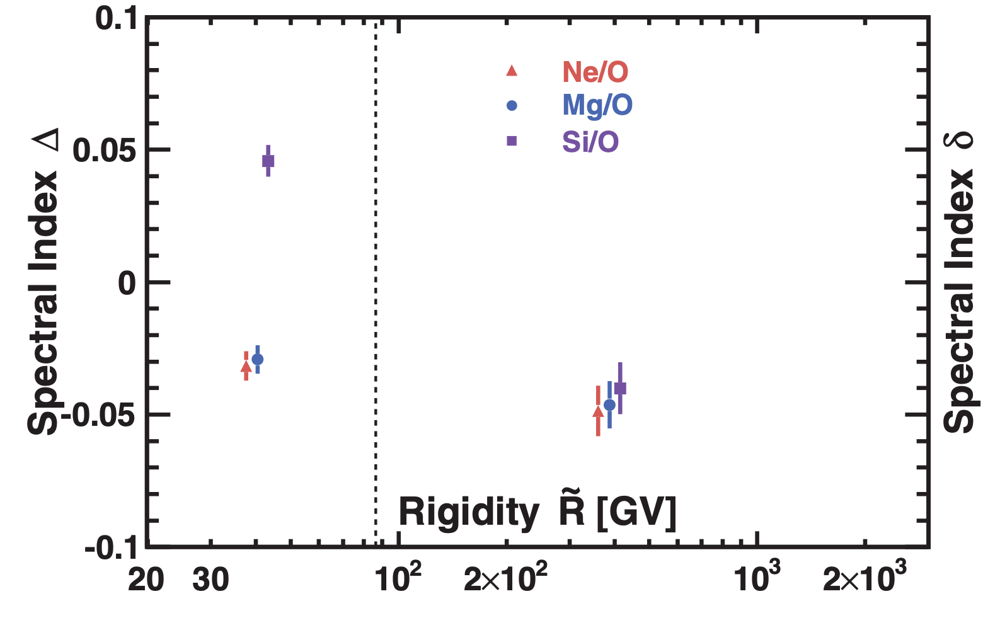 0.1
0.05
0
-0.05
-0.1
Spectral Index Δ
Ne/O
Mg/O
Si/O
Spectral Index δ
Rigidity R̃ [GV]
20 30 10² 2×10² 10³ 2×10³